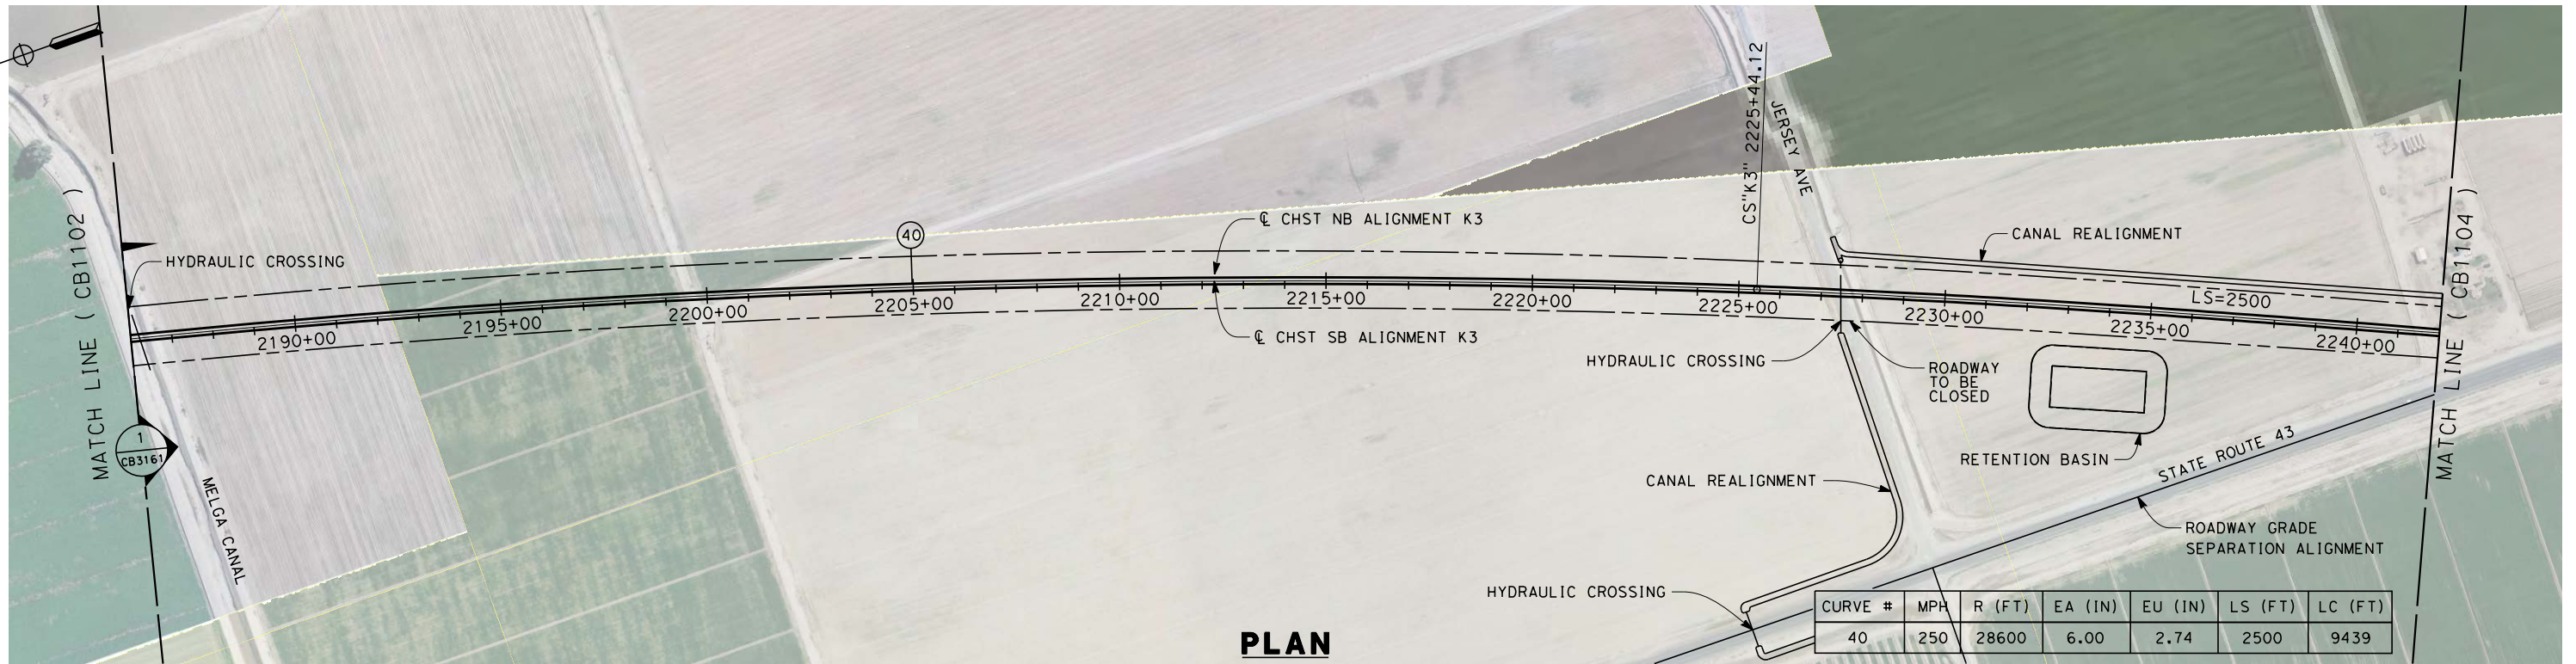 MATCH LINE ( CB1102 )
HYDRAULIC CROSSING
1
CB3161
MELGA CANAL
2190+00
2195+00
2200+00
40
2205+00
2210+00
℄ CHST NB ALIGNMENT K3
℄ CHST SB ALIGNMENT K3
2215+00
2220+00
CS"K3" 2225+44.12
2225+00
JERSEY AVE
HYDRAULIC CROSSING
ROADWAY
TO BE
CLOSED
CANAL REALIGNMENT
2230+00
LS=2500
2235+00
2240+00
MATCH LINE ( CB1104 )
RETENTION BASIN
STATE ROUTE 43
CANAL REALIGNMENT
ROADWAY GRADE
SEPARATION ALIGNMENT
HYDRAULIC CROSSING
CURVE # MPH R (FT) EA (IN) EU (IN) LS (FT) LC (FT)
40 250 28600 6.00 2.74 2500 9439
PLAN